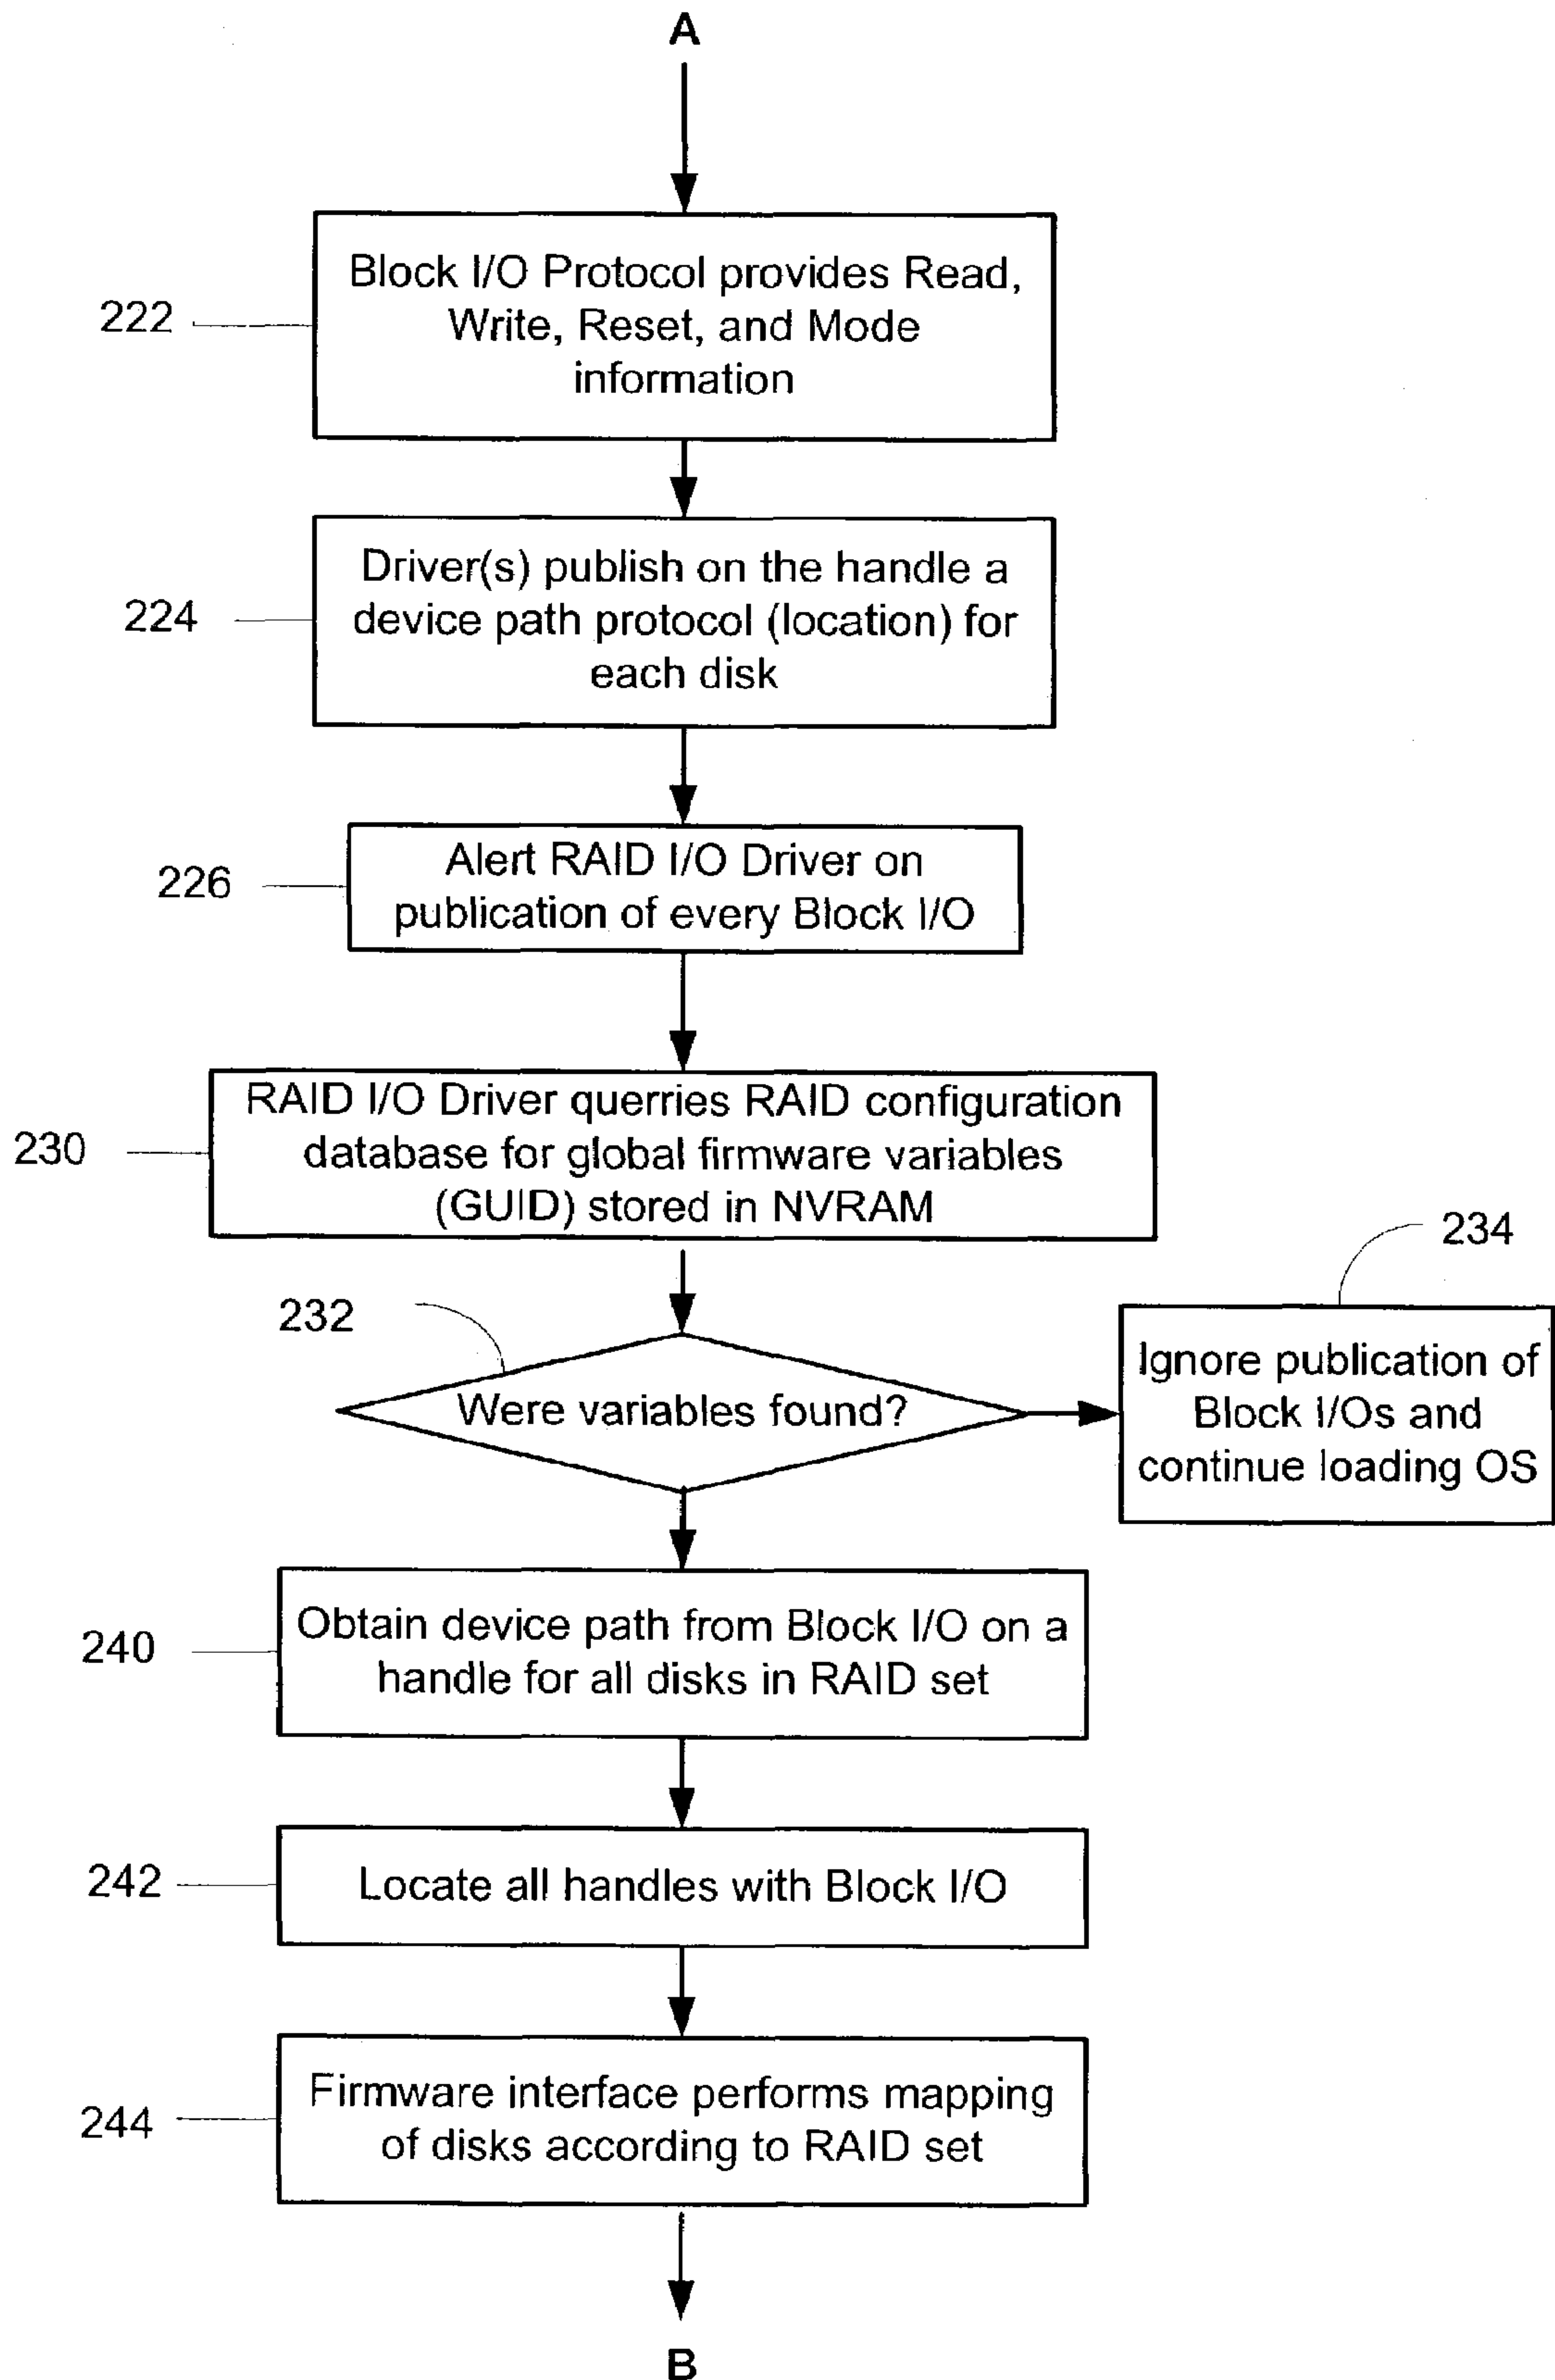 A
222
Block I/O Protocol provides Read,
Write, Reset, and Mode
information
224
Driver(s) publish on the handle a
device path protocol (location) for
each disk
226
Alert RAID I/O Driver on
publication of every Block I/O
230
RAID I/O Driver querries RAID configuration
database for global firmware variables
(GUID) stored in NVRAM
232
Were variables found?
234
Ignore publication of
Block I/Os and
continue loading OS
240
Obtain device path from Block I/O on a
handle for all disks in RAID set
242
Locate all handles with Block I/O
244
Firmware interface performs mapping
of disks according to RAID set
B